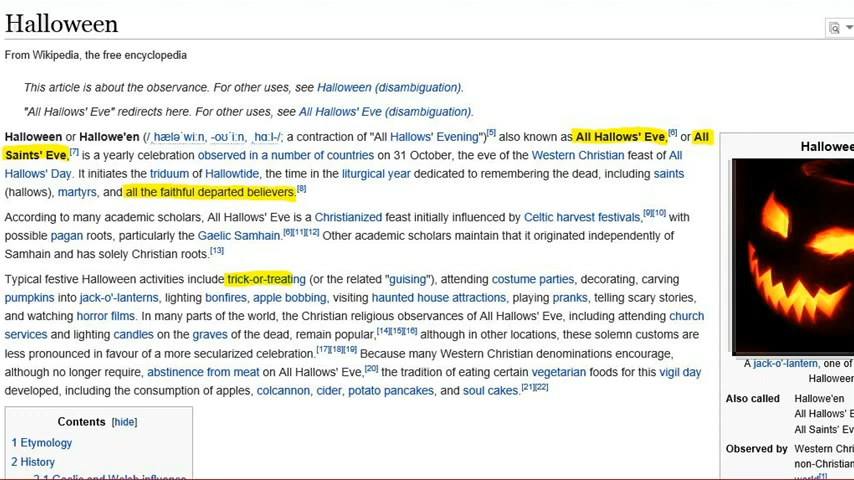 Halloween
From Wikipedia, the free encyclopedia
This article is about the observance. For other uses, see Halloween (disambiguation).
"All Hallows' Eve" redirects here. For other uses, see All Hallows' Eve (disambiguation).
Halloween or Hallowe'en (/ˌhæləˈwiːn, -oʊˈiːn, ˌhɑːl-/; a contraction of "All Hallows' Evening")[5] also known as All Hallows' Eve,[6] or All
Saints' Eve,[7] is a yearly celebration observed in a number of countries on 31 October, the eve of the Western Christian feast of All
Hallows' Day. It initiates the triduum of Hallowtide, the time in the liturgical year dedicated to remembering the dead, including saints
(hallows), martyrs, and all the faithful departed believers.[8]
According to many academic scholars, All Hallows' Eve is a Christianized feast initially influenced by Celtic harvest festivals,[9][10] with
possible pagan roots, particularly the Gaelic Samhain.[6][11][12] Other academic scholars maintain that it originated independently of
Samhain and has solely Christian roots.[13]
Typical festive Halloween activities include trick-or-treating (or the related "guising"), attending costume parties, decorating, carving
pumpkins into jack-o'-lanterns, lighting bonfires, apple bobbing, visiting haunted house attractions, playing pranks, telling scary stories,
and watching horror films. In many parts of the world, the Christian religious observances of All Hallows' Eve, including attending church
services and lighting candles on the graves of the dead, remain popular,[14][15][16] although in other locations, these solemn customs are
less pronounced in favour of a more secularized celebration.[17][18][19] Because many Western Christian denominations encourage,
although no longer require, abstinence from meat on All Hallows' Eve,[20] the tradition of eating certain vegetarian foods for this vigil day
developed, including the consumption of apples, colcannon, cider, potato pancakes, and soul cakes.[21][22]
Contents [hide]
1 Etymology
2 History
2.1 Gaelic and Welsh influence
Hallowe
A jack-o'-lantern, one of
Halloween
Also called Hallowe'en
All Hallows' E
All Saints' Ev
Observed by Western Chri
non-Christian
world[1]